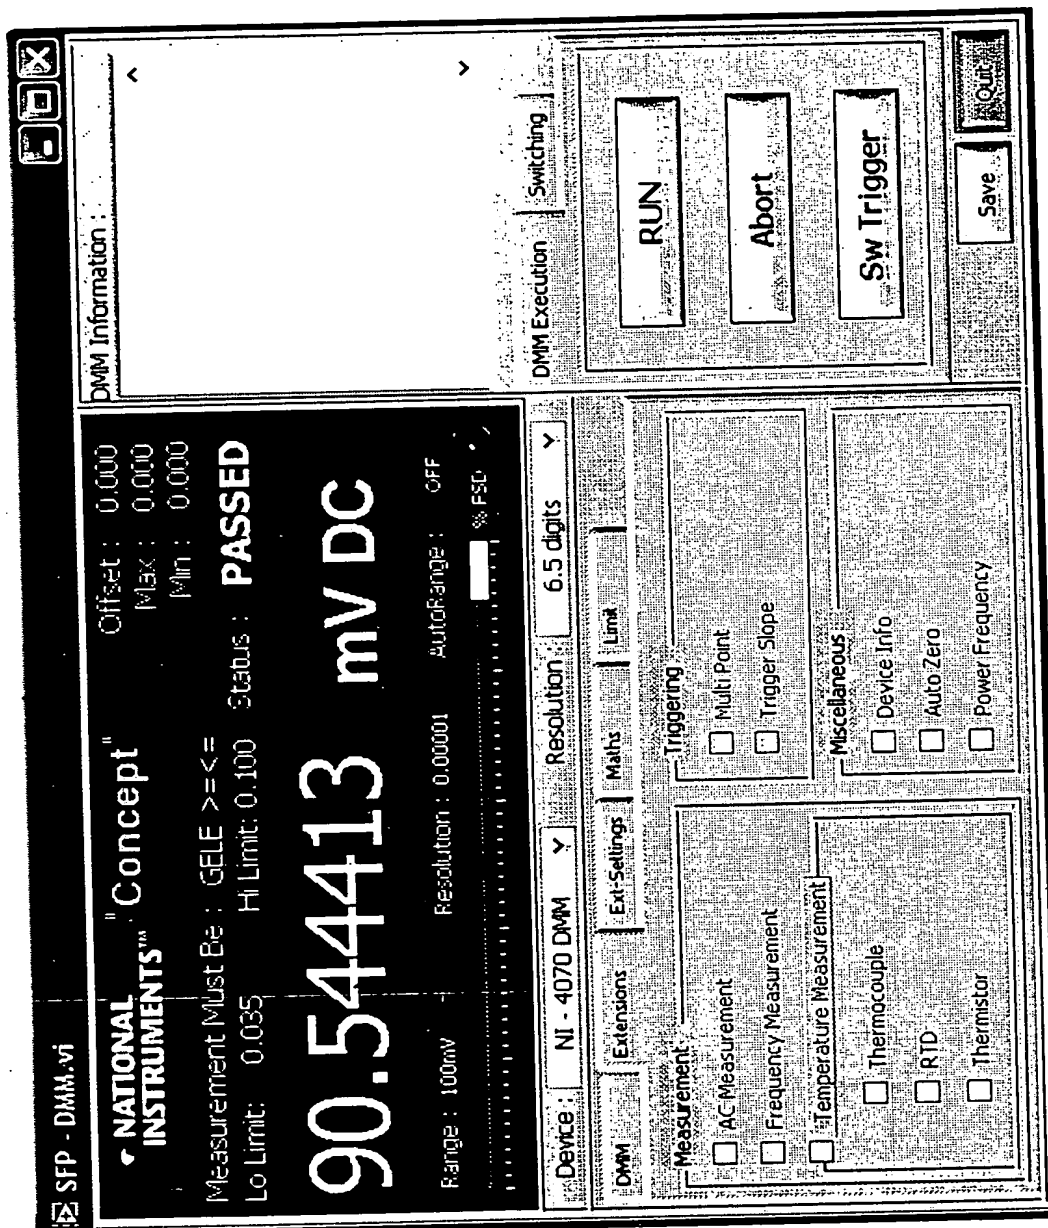 SFP - DMM.vi
NATIONAL INSTRUMENTS™ "Concept"
Offset : 0.000
Max : 0.000
Min : 0.000
Measurement Must Be : GELE >=<=
Lo Limit: 0.035 Hi Limit: 0.100 Status : PASSED
90.544413 mV DC
Range : 100mV Resolution : 0.00001 AutoRange : OFF
% FSD
DMM Information :
Device : NI - 4070 DMM Resolution : 6.5 digits
DMM Extensions Ext-Settings Maths Limit
Measurement
AC Measurement
Frequency Measurement
Temperature Measurement
Thermocouple
RTD
Thermistor
Triggering
Multi Point
Trigger Slope
Miscellaneous
Device Info
Auto Zero
Power Frequency
DMM Execution Switching
RUN
Abort
Sw Trigger
Save Quit